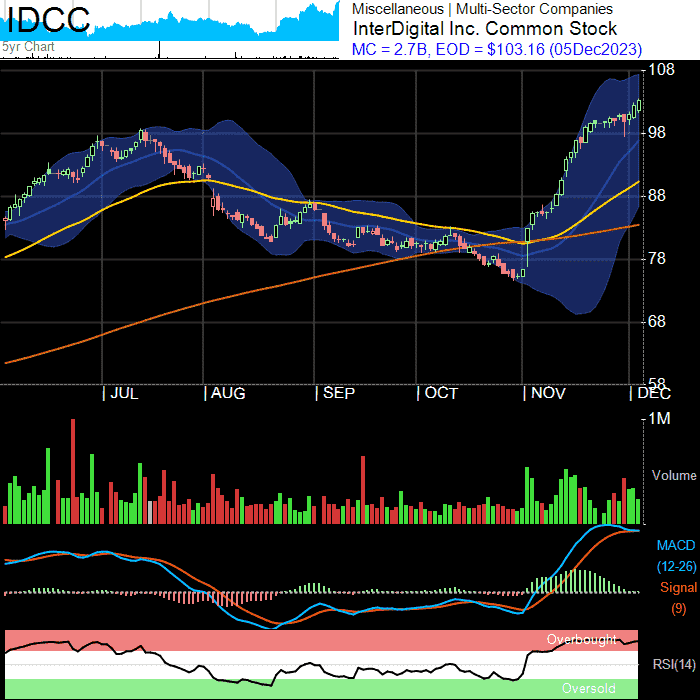 IDCC
5yr Chart
Miscellaneous | Multi-Sector Companies
InterDigital Inc. Common Stock
MC = 2.7B, EOD = $103.16 (05Dec2023)
108
98
88
78
68
58
| JUL | AUG | SEP | OCT | NOV | DEC
1M
Volume
MACD
(12-26)
Signal
(9)
Overbought
RSI(14)
Oversold